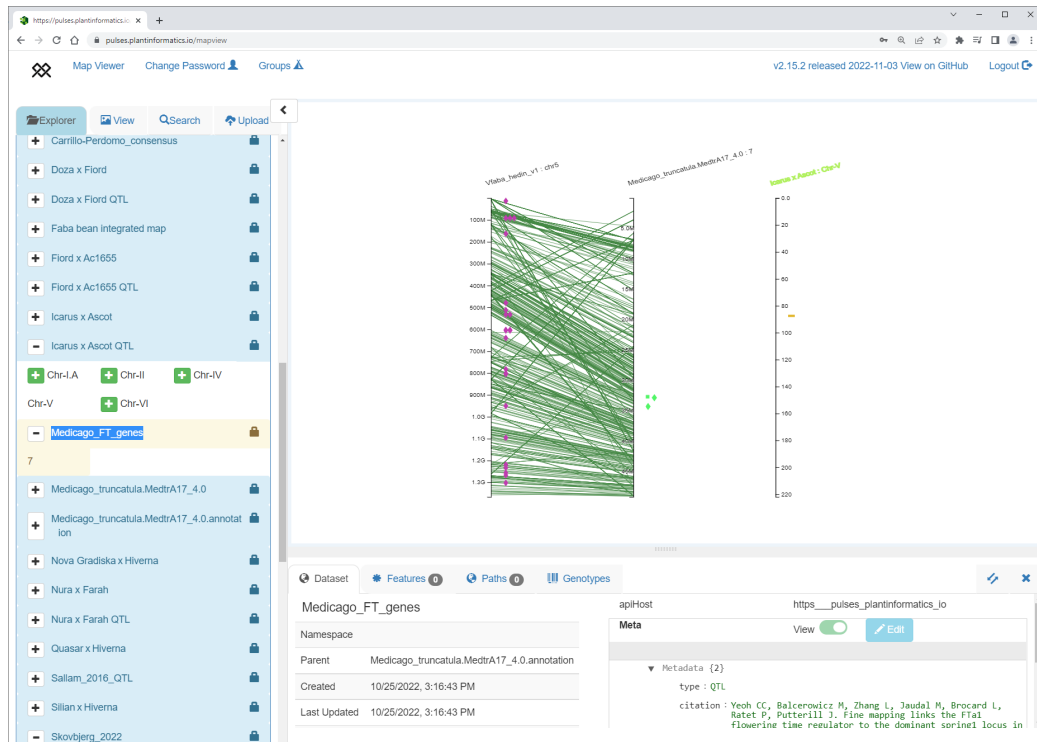 https://pulses.plantinformatics.io
pulses.plantinformatics.io/mapview
Map Viewer Change Password Groups v2.15.2 released 2022-11-03 View on GitHub Logout
Explorer View Search Upload
Carrillo-Perdomo_consensus
Doza x Fiord
Doza x Fiord QTL
Faba bean integrated map
Fiord x Ac1655
Fiord x Ac1655 QTL
Icarus x Ascot
Icarus x Ascot QTL
Chr-I.A Chr-II Chr-IV
Chr-V Chr-VI
Medicago_FT_genes
7
Medicago_truncatula.MedtrA17_4.0
Medicago_truncatula.MedtrA17_4.0.annotat
ion
Nova Gradiska x Hiverna
Nura x Farah
Nura x Farah QTL
Quasar x Hiverna
Sallam_2016_QTL
Silian x Hiverna
Skovbjerg_2022
Vfaba_hedin_v1 : chr5
100M
200M
300M
400M
500M
600M
700M
800M
900M
1.0G
1.1G
1.2G
1.3G
Medicago_truncatula.MedtrA17_4.0 : 7
5.0M
10M
15M
20M
Icarus x Ascot : Chr-V
0.0
20
40
60
80
100
120
140
160
190
200
220
Dataset Features 0 Paths 0 Genotypes
Medicago_FT_genes
Namespace
Parent Medicago_truncatula.MedtrA17_4.0.annotation
Created 10/25/2022, 3:16:43 PM
Last Updated 10/25/2022, 3:16:43 PM
apiHost https___pulses_plantinformatics_io
Meta View Edit
Metadata {2}
type : QTL
citation : Yeoh CC, Balcerowicz M, Zhang L, Jaudal M, Brocard L,
Ratet P, Putterill J. Fine mapping links the FTa1
flowering time regulator to the dominant spring1 locus in